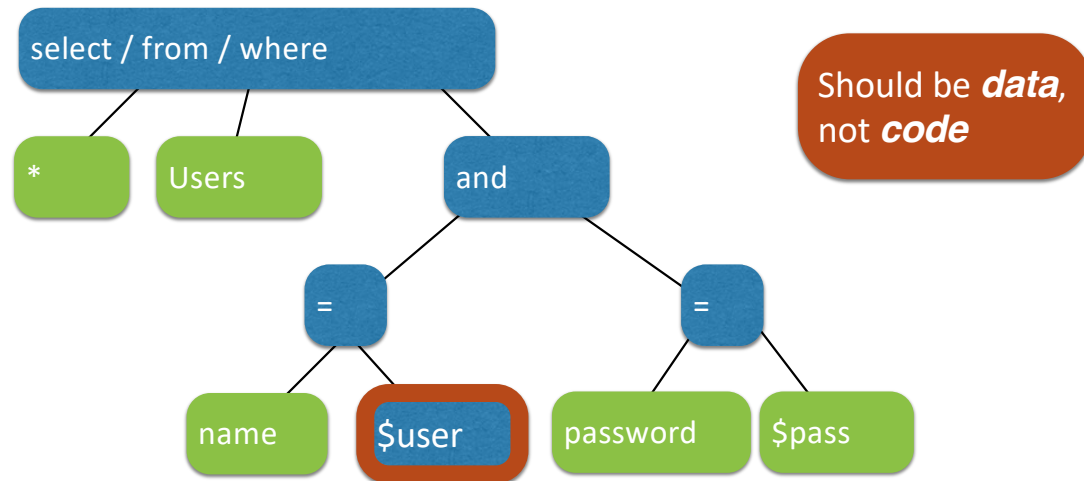 select / from / where
Should be data,
not code
*
Users
and
=
=
name
$user
password
$pass